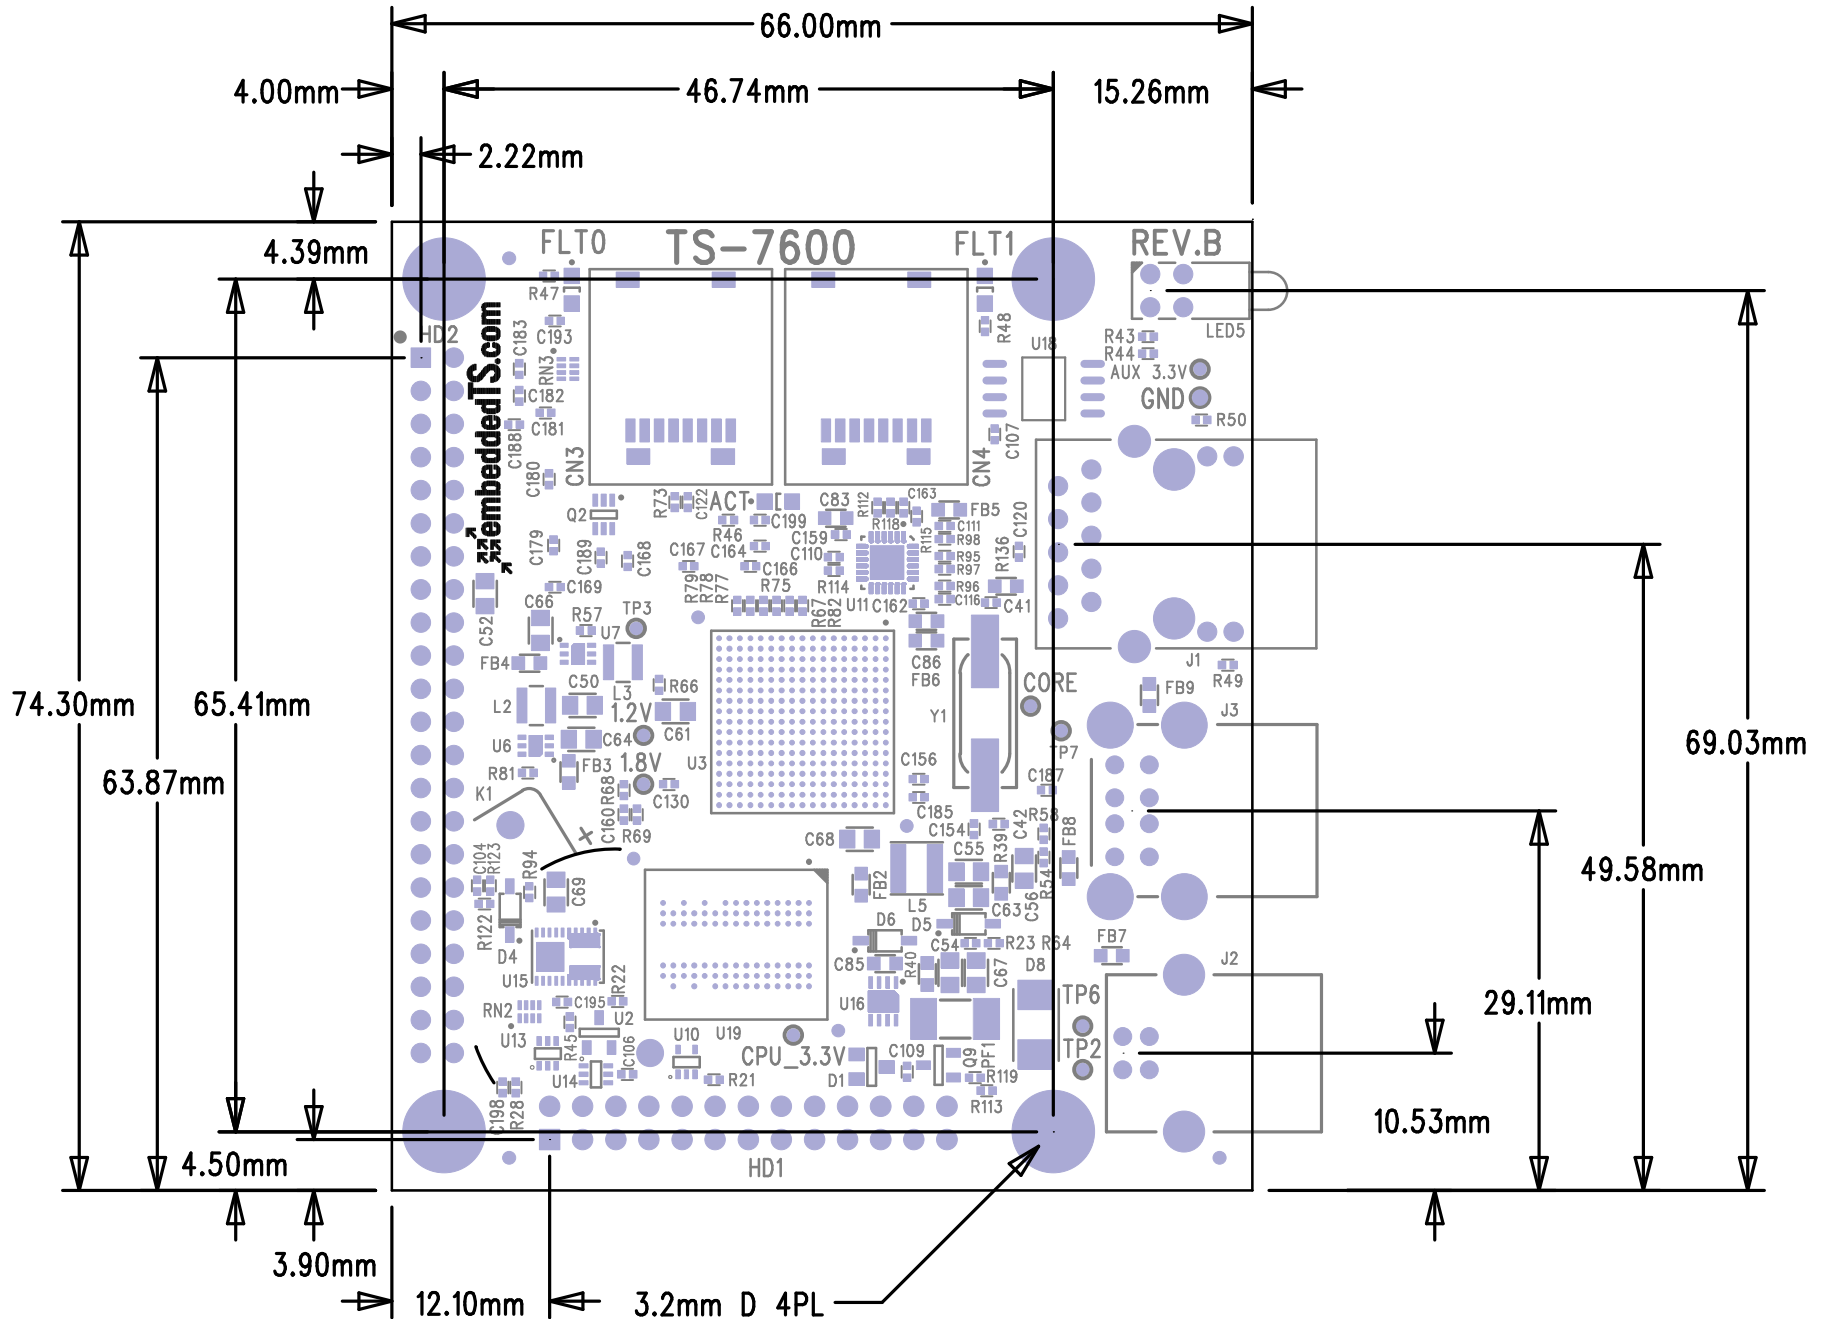 66.00mm
4.00mm
46.74mm
15.26mm
2.22mm
4.39mm
FLT0
TS-7600
FLT1
REV.B
R47
C193
HD2
C183
RN3
C182
C181
C188
C180
embeddedTS.com
CN3
CN4
R48
U18
C107
LED5
R43
R44
AUX 3.3V
GND
R50
Q2
R73
C122
ACT
R46
C199
C83
C159
R112
C163
R118
R115
FB5
C111
R98
R95
R97
R96
C116
C120
R136
C41
C179
C189
C168
C167
C164
C166
C110
R114
C169
R79
R78
R77
R75
R67
R82
U11
C162
C52
C66
R57
TP3
U7
FB4
C86
FB6
J1
R49
L2
C50
L3
R66
1.2V
C61
C64
U6
FB3
1.8V
R81
U3
Y1
CORE
TP7
FB9
J3
74.30mm
65.41mm
63.87mm
69.03mm
49.58mm
29.11mm
10.53mm
K1
+
C160
R68
C130
R69
C156
C185
C187
R58
C154
C68
R39
C42
FB8
C104
R123
R94
C69
R122
D4
FB2
L5
C55
C63
C56
R54
D6
D5
C54
R23
R64
FB7
J2
U15
C85
R40
C67
D8
RN2
C195
R22
U2
U16
TP6
TP2
U13
R45
C106
U10
U19
CPU_3.3V
U14
R21
D1
C109
Q9
PF1
R119
R113
C198
R28
HD1
4.50mm
3.90mm
12.10mm
3.2mm D 4PL